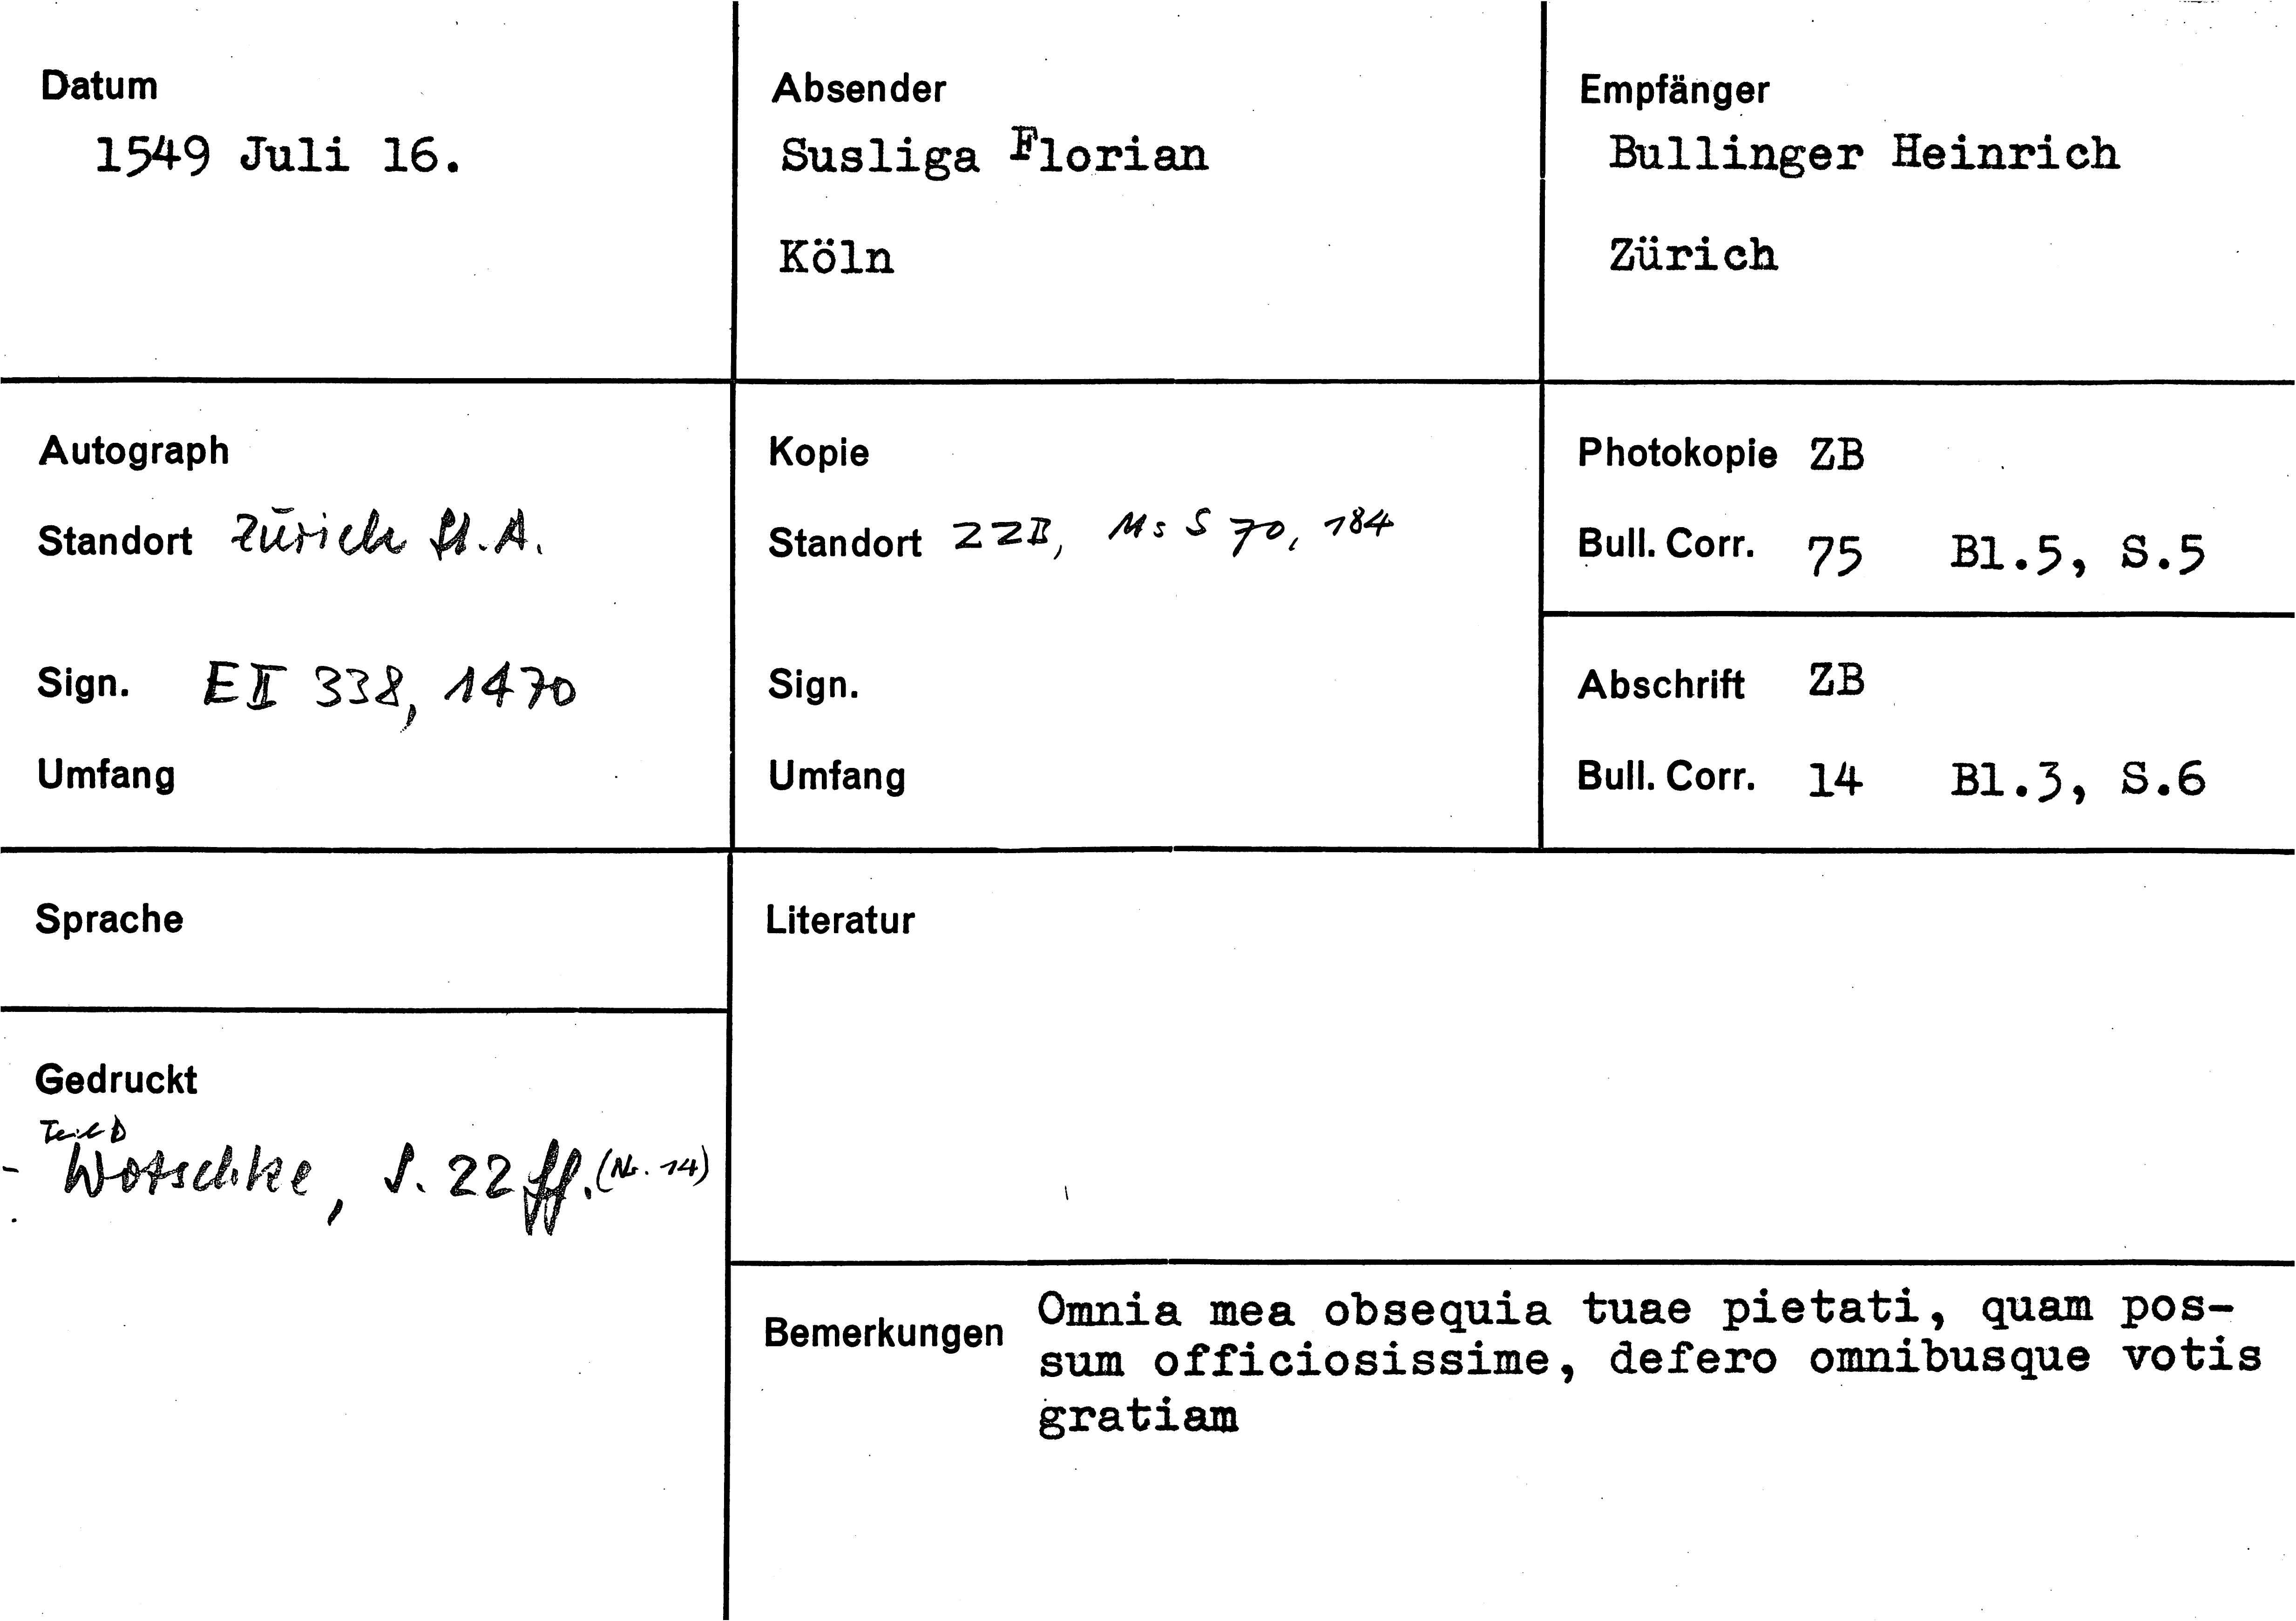 Datum
1549 Juli 16.
Absender
Susliga Florian
Köln
Empfänger
Bullinger Heinrich
Zürich
Autograph
Standort Zürich St.A.
Sign. E II 338, 1470
Umfang
Kopie
Standort ZZB, Ms S 70, 184
Sign.
Umfang
Photokopie ZB
Bull. Corr. 75 Bl.5, S.5
Abschrift ZB
Bull. Corr. 14 Bl.3, S.6
Sprache
Gedruckt
- Wotschke, S. 22 ff. (Nr. 14)
Literatur
Bemerkungen Omnia mea obsequia tuae pietati, quam pos-
sum officiosissime, defero omnibusque votis
gratiam